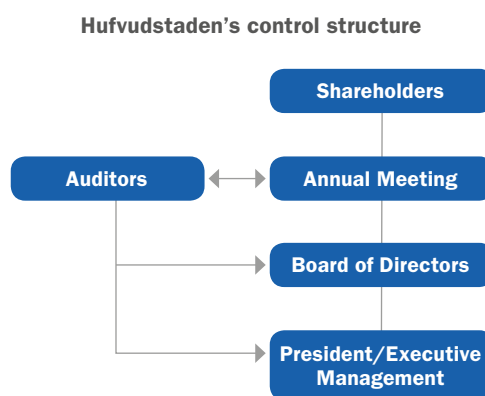 Hufvudstaden's control structure
Shareholders
Auditors
Annual Meeting
Board of Directors
President/Executive
Management